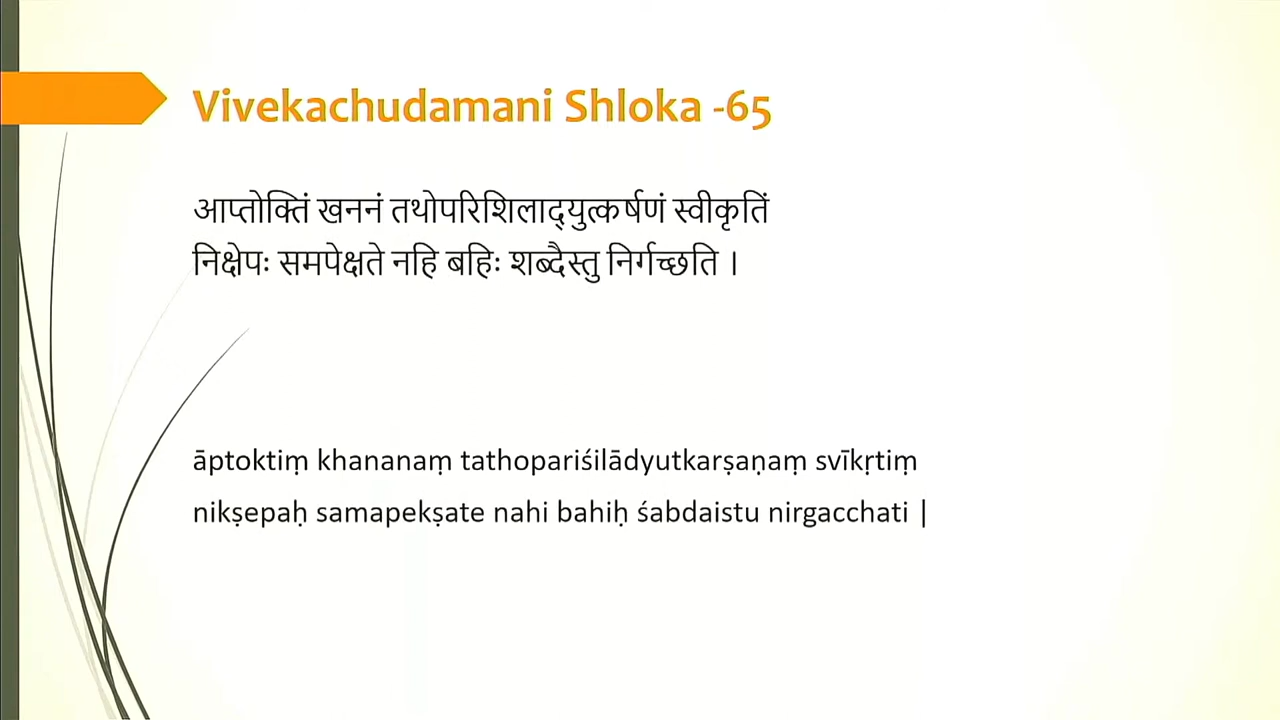 Vivekachudamani Shloka -65
आप्तोक्तिं खननं तथोपरिशिलाद्‌युत्कर्षणं स्वीकृतिं
निक्षेपः समपेक्षते नहि बहिः शब्दैस्तु निर्गच्छति ।
āptoktiṃ khananaṃ tathopariśilādyutkarṣaṇaṃ svīkṛtiṃ
nikṣepaḥ samapekṣate nahi bahiḥ śabdaistu nirgacchati |